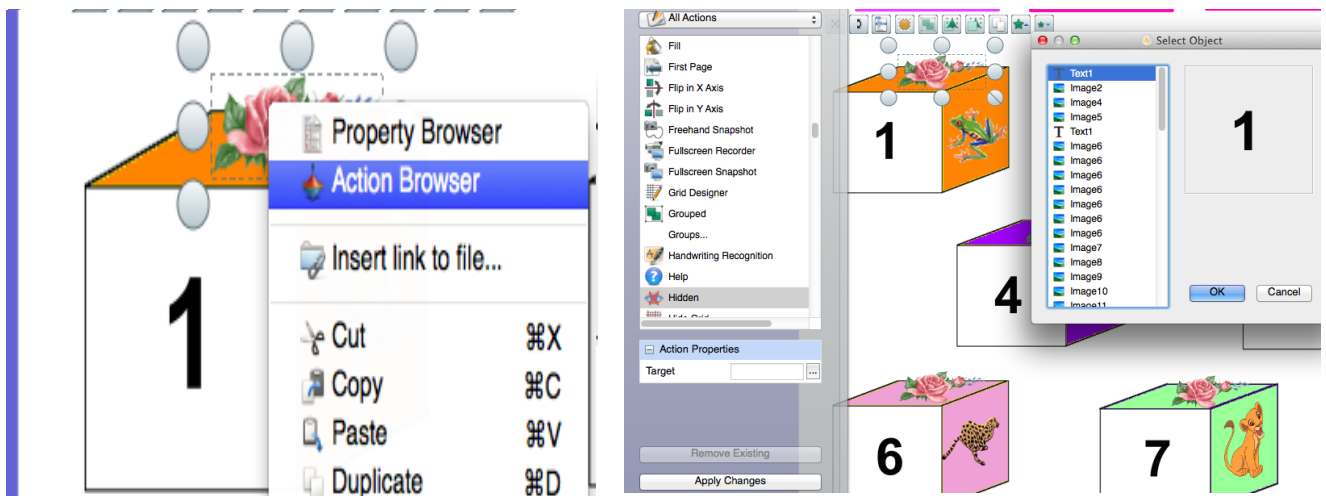 Property Browser
Action Browser
Insert link to file...
Cut ⌘X
Copy ⌘C
Paste ⌘V
Duplicate ⌘D
1
All Actions
Fill
First Page
Flip in X Axis
Flip in Y Axis
Freehand Snapshot
Fullscreen Recorder
Fullscreen Snapshot
Grid Designer
Grouped
Groups...
Handwriting Recognition
Help
Hidden
Hide Grid
Action Properties
Target ...
Remove Existing
Apply Changes
1
4
6
7
Select Object
T Text1
Image2
Image4
Image5
T Text1
Image6
Image6
Image6
Image6
Image6
Image6
Image6
Image7
Image8
Image9
Image10
Image11
1
OK Cancel